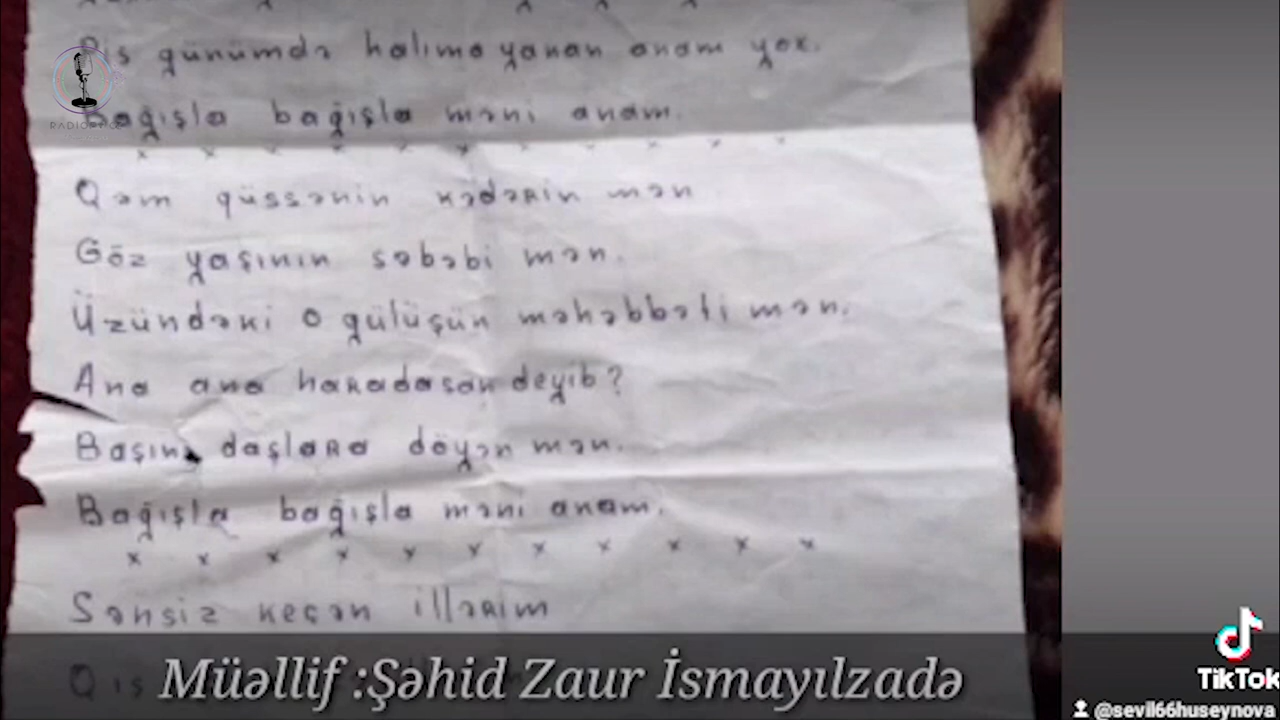 Pis günümdə halıma yanan anam yox.
Bağışla bağışla məni anam.
x x x x x x x x x x x
Qəm qüssənin kədərin mən
Göz yaşının səbəbi mən.
Üzündəki o gülüşün məhəbbəti mən.
Ana ana haradasan deyib?
Başını daşlara döyən mən.
Bağışla bağışla məni anam.
x x x x x x x x x x x
Sənsiz keçən illərim
Müəllif :Şəhid Zaur İsmayılzadə
TikTok
@sevil66huseynova